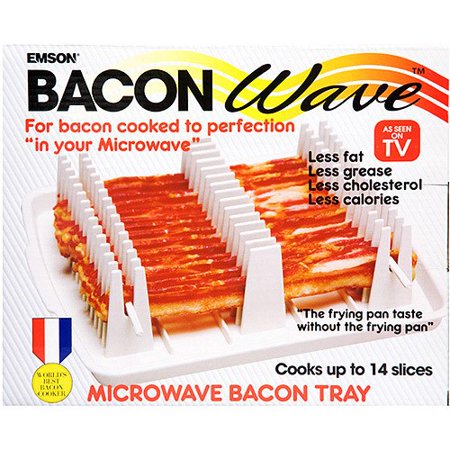 EMSON®
BACON Wave™
For bacon cooked to perfection
"in your Microwave"
AS SEEN
ON
TV
Less fat
Less grease
Less cholesterol
Less calories
"The frying pan taste
without the frying pan"
WORLD'S
BEST
BACON
COOKER
Cooks up to 14 slices
MICROWAVE BACON TRAY